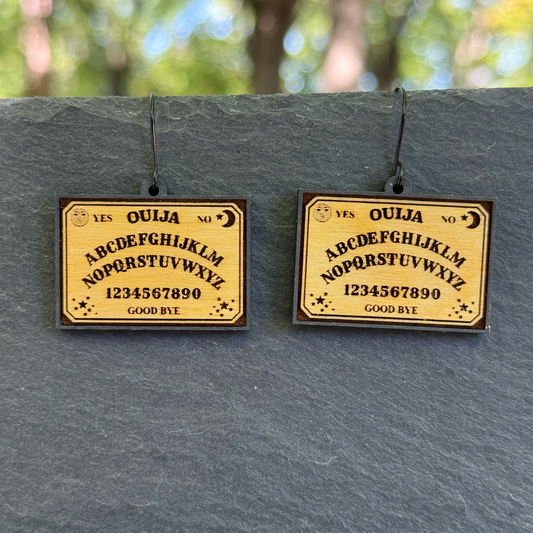 YES OUIJA NO
ABCDEFGHIJKLM
NOPQRSTUVWXYZ
1234567890
GOOD BYE
YES OUIJA NO
ABCDEFGHIJKLM
NOPQRSTUVWXYZ
1234567890
GOOD BYE